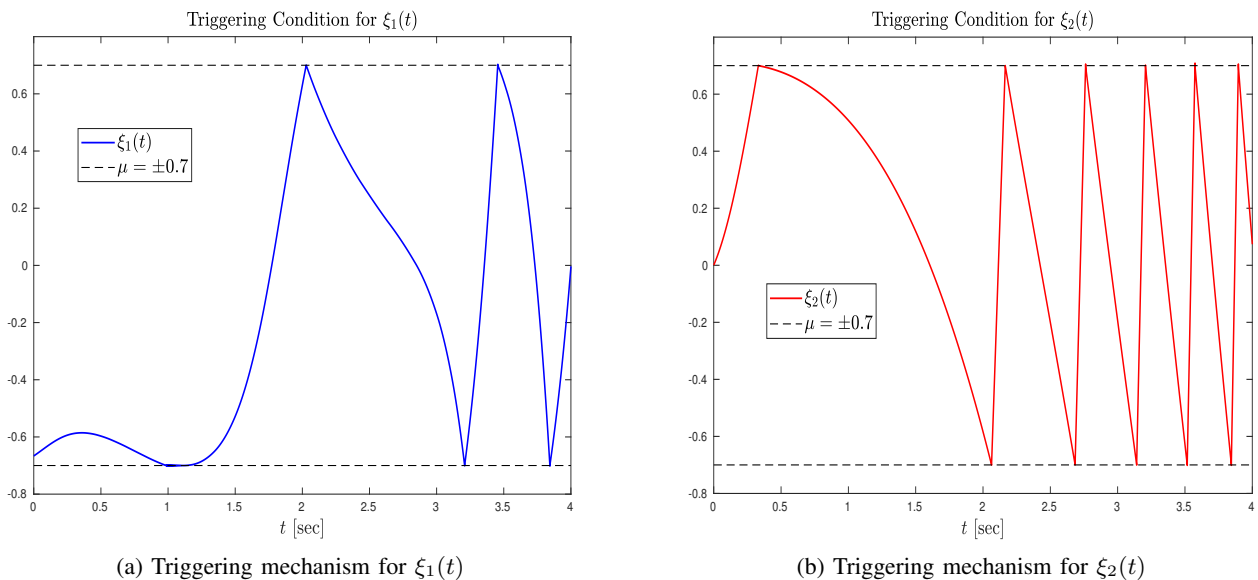 Triggering Condition for ξ₁(t)
0.6
0.4
0.2
0
-0.2
-0.4
-0.6
-0.8
ξ₁(t)
μ = ±0.7
0 0.5 1 1.5 2 2.5 3 3.5 4
t [sec]
(a) Triggering mechanism for ξ₁(t)
Triggering Condition for ξ₂(t)
0.6
0.4
0.2
0
-0.2
-0.4
-0.6
-0.8
ξ₂(t)
μ = ±0.7
0 0.5 1 1.5 2 2.5 3 3.5 4
t [sec]
(b) Triggering mechanism for ξ₂(t)